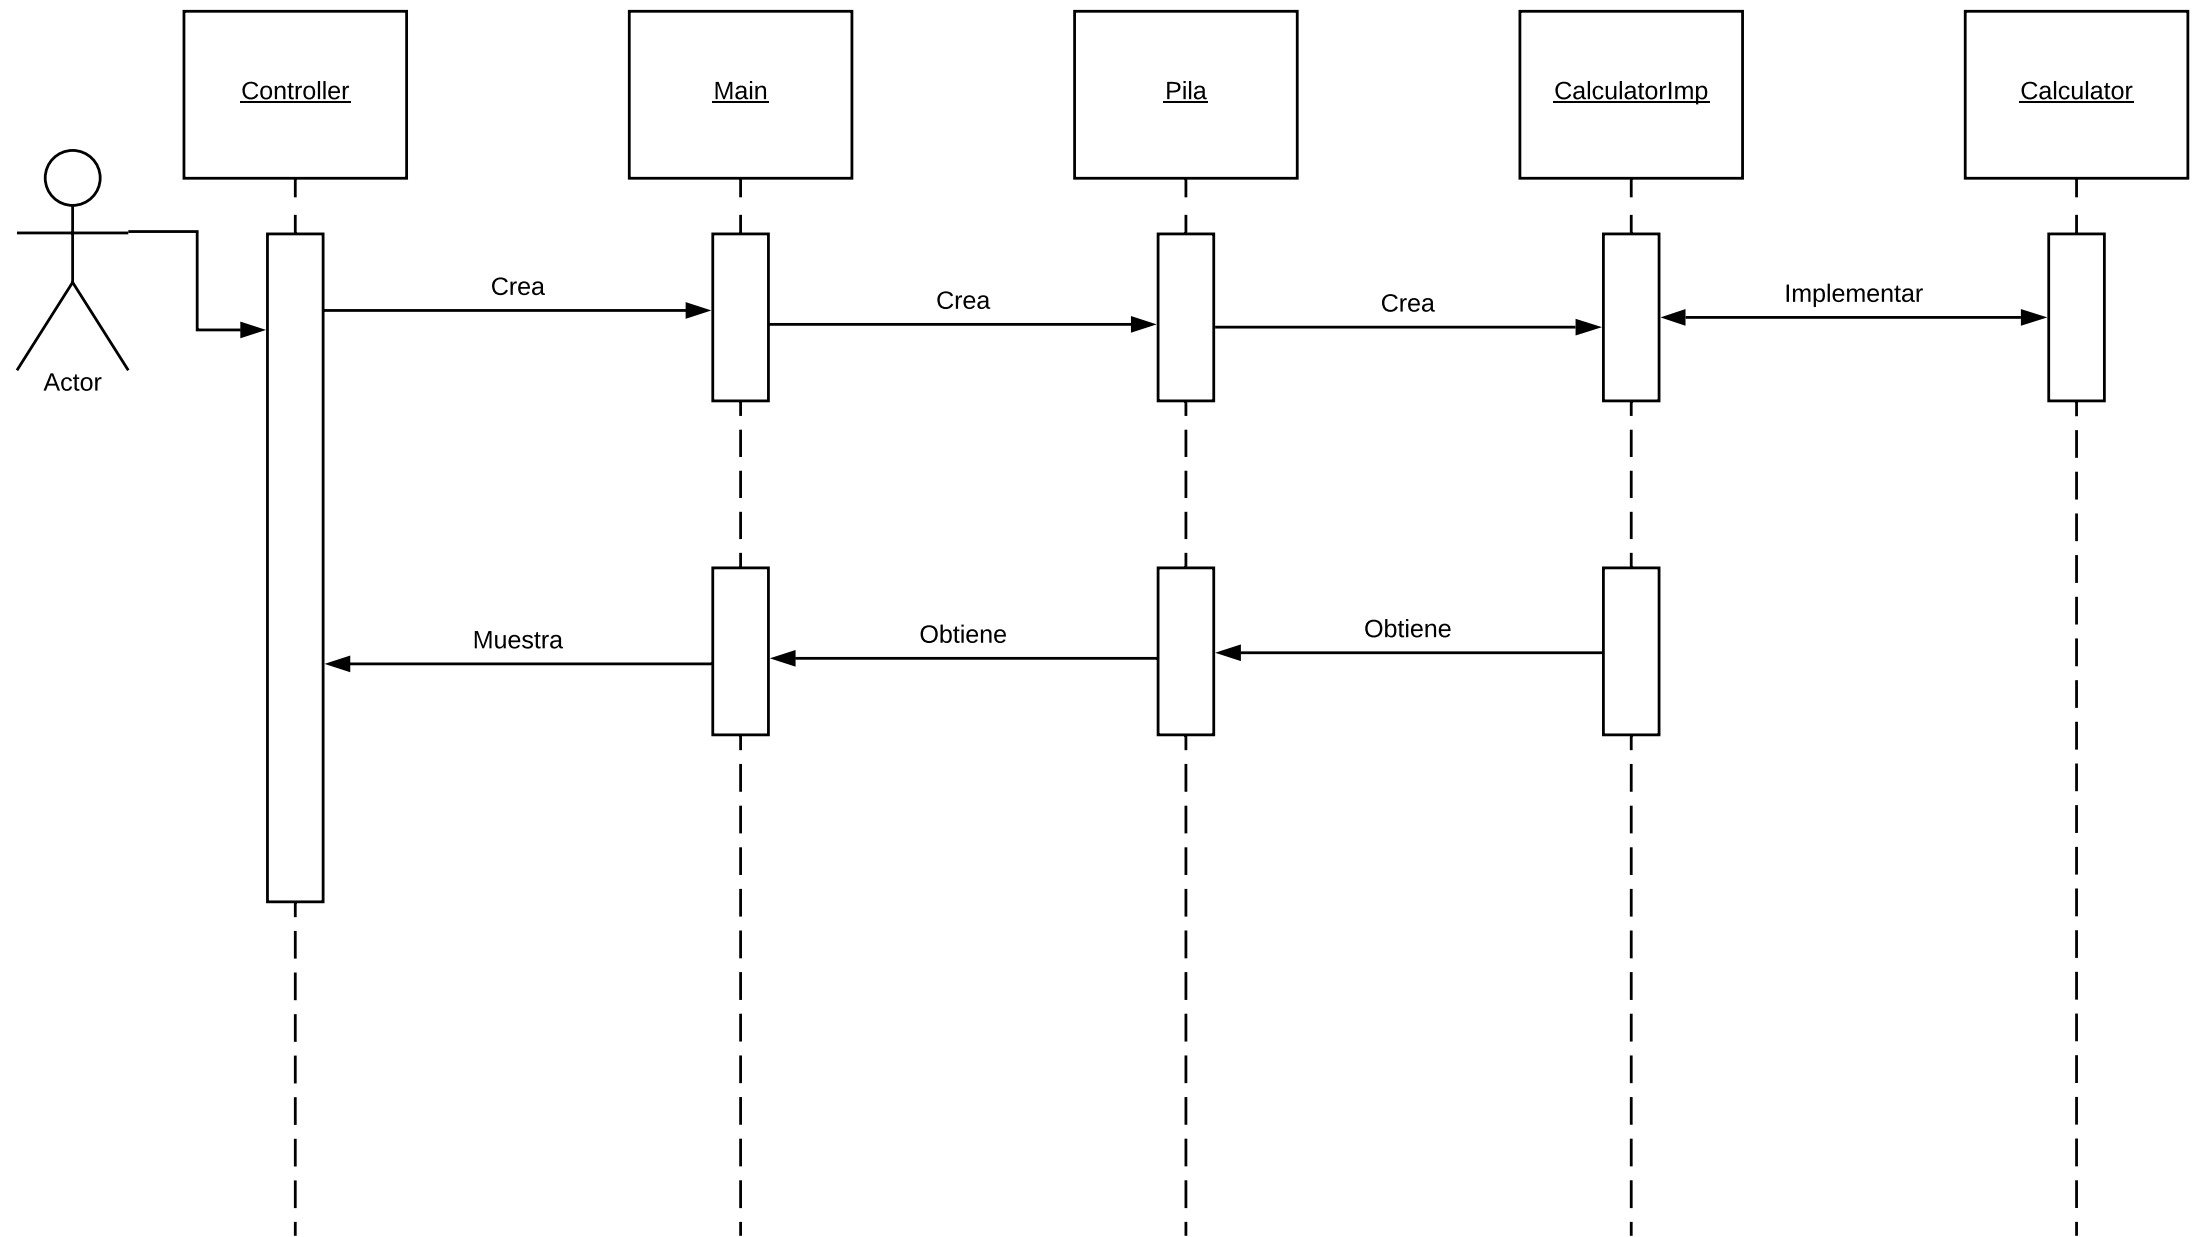 Controller
Main
Pila
CalculatorImp
Calculator
Actor
Crea
Crea
Crea
Implementar
Muestra
Obtiene
Obtiene